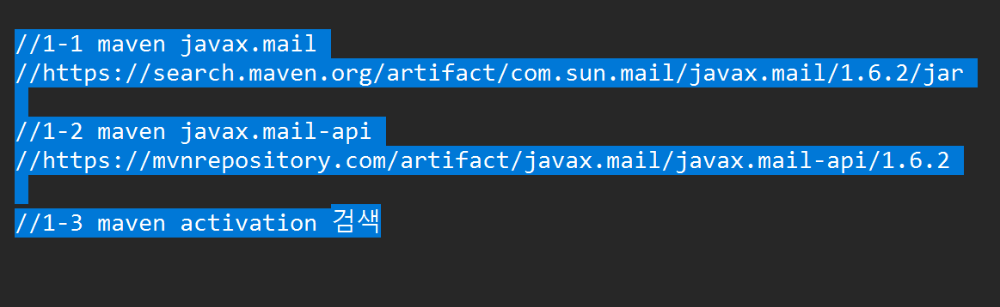 //1-1 maven javax.mail
//https://search.maven.org/artifact/com.sun.mail/javax.mail/1.6.2/jar
//1-2 maven javax.mail-api
//https://mvnrepository.com/artifact/javax.mail/javax.mail-api/1.6.2
//1-3 maven activation 검색